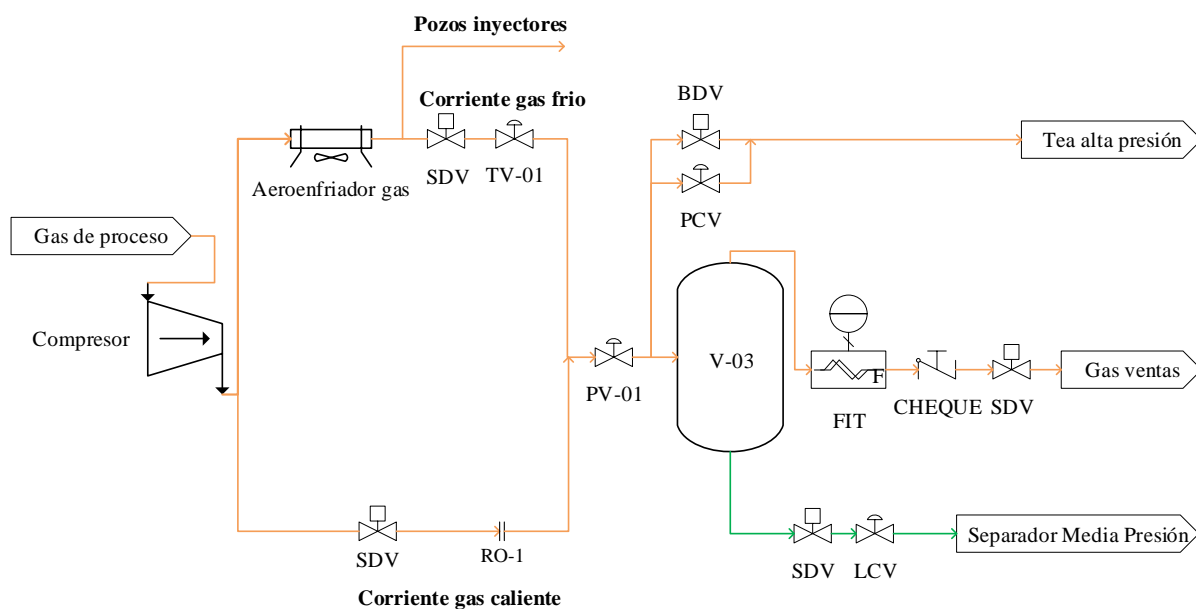 Pozos inyectores
Corriente gas frio
BDV
Tea alta presión
Aeroenfriador gas
SDV
TV-01
PCV
Gas de proceso
Compresor
PV-01
V-03
F
FIT
CHEQUE
SDV
Gas ventas
SDV
RO-1
SDV
LCV
Separador Media Presión
Corriente gas caliente